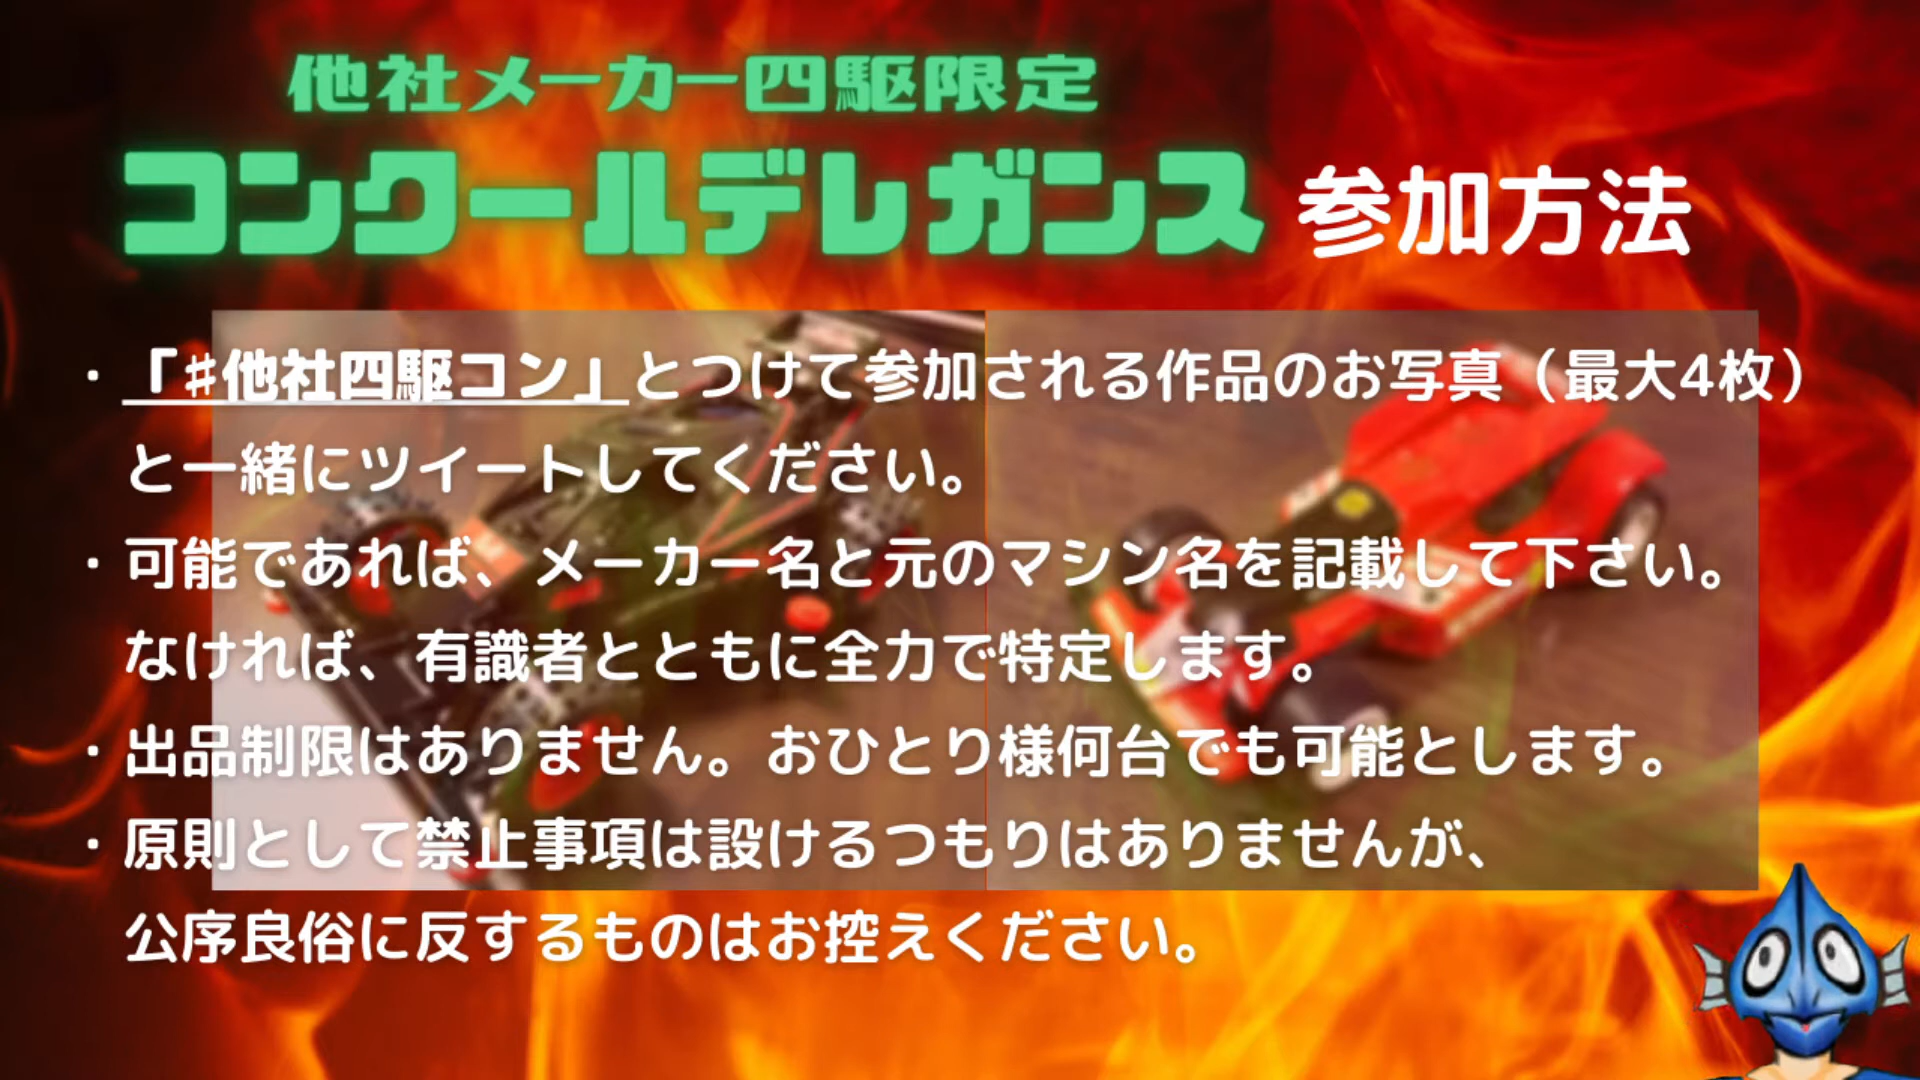 他社メーカー四駆限定
コンクールデレガンス 参加方法
・「♯他社四駆コン」とつけて参加される作品のお写真（最大4枚）
と一緒にツイートしてください。
・可能であれば、メーカー名と元のマシン名を記載して下さい。
なければ、有識者とともに全力で特定します。
・出品制限はありません。おひとり様何台でも可能とします。
・原則として禁止事項は設けるつもりはありませんが、
公序良俗に反するものはお控えください。